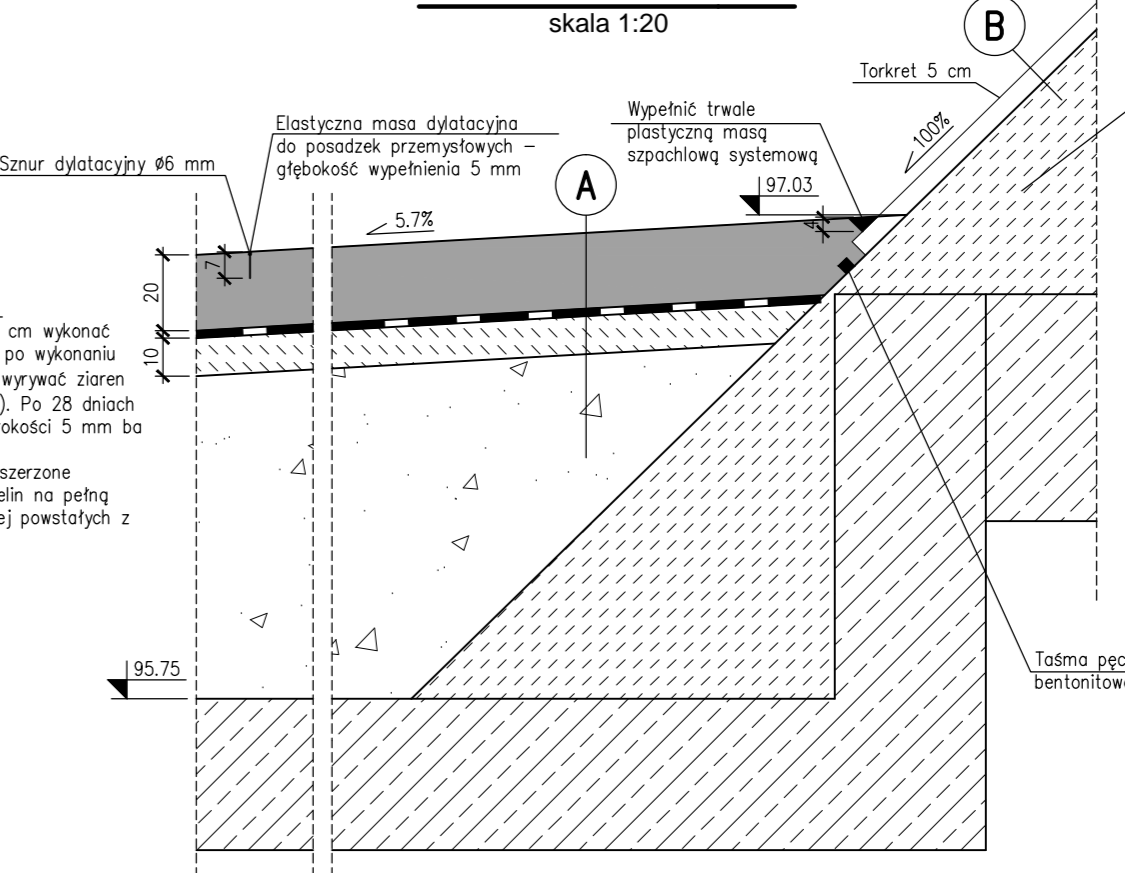 skala 1:20
B
Torkret 5 cm
100%
Wypełnić trwale
plastyczną masą
szpachlową systemową
Elastyczna masa dylatacyjna
do posadzek przemysłowych –
głębokość wypełnienia 5 mm
Sznur dylatacyjny ø6 mm
A
97.03
5.7%
4
7
20
10
cm wykonać
po wykonaniu
wyrywać ziaren
). Po 28 dniach
okości 5 mm ba
szerzone
elin na pełną
ej powstałych z
95.75
Taśma pęc
bentonitow